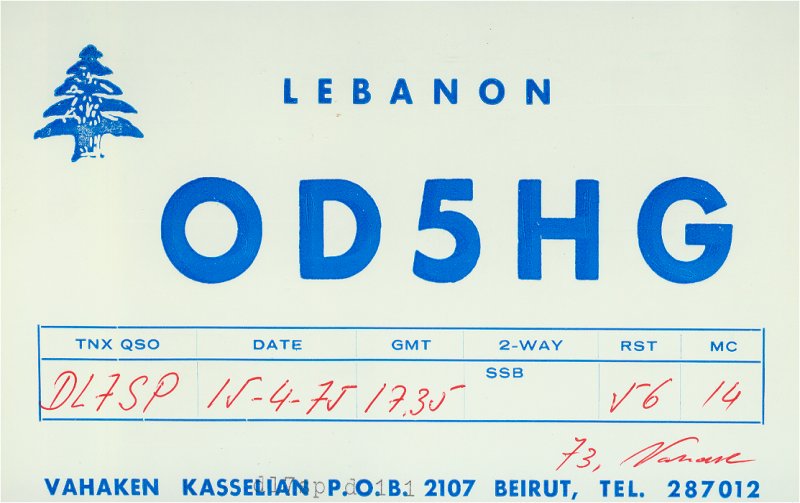 LEBANON
OD5HG
TNX QSO DATE GMT 2-WAY RST MC
SSB
DL7SP 15-4-75 17.35 56 14
73,
VAHAKEN KASSELIAN P.O.B. 2107 BEIRUT, TEL. 287012